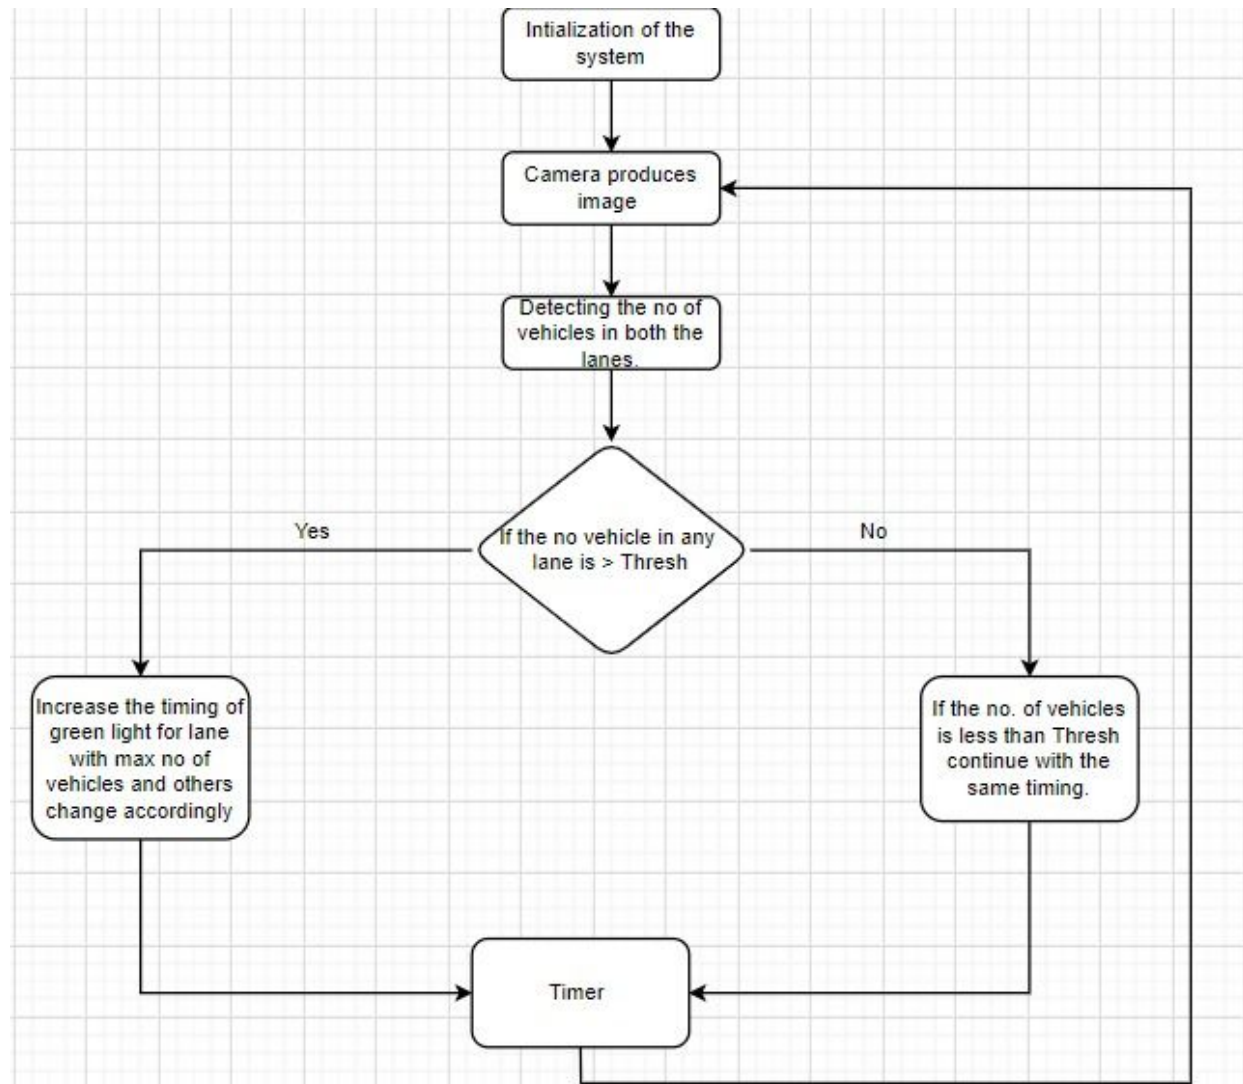 Intialization of the
system
Camera produces
image
Detecting the no of
vehicles in both the
lanes.
If the no vehicle in any
lane is > Thresh
Yes
No
Increase the timing of
green light for lane
with max no of
vehicles and others
change accordingly
If the no. of vehicles
is less than Thresh
continue with the
same timing.
Timer